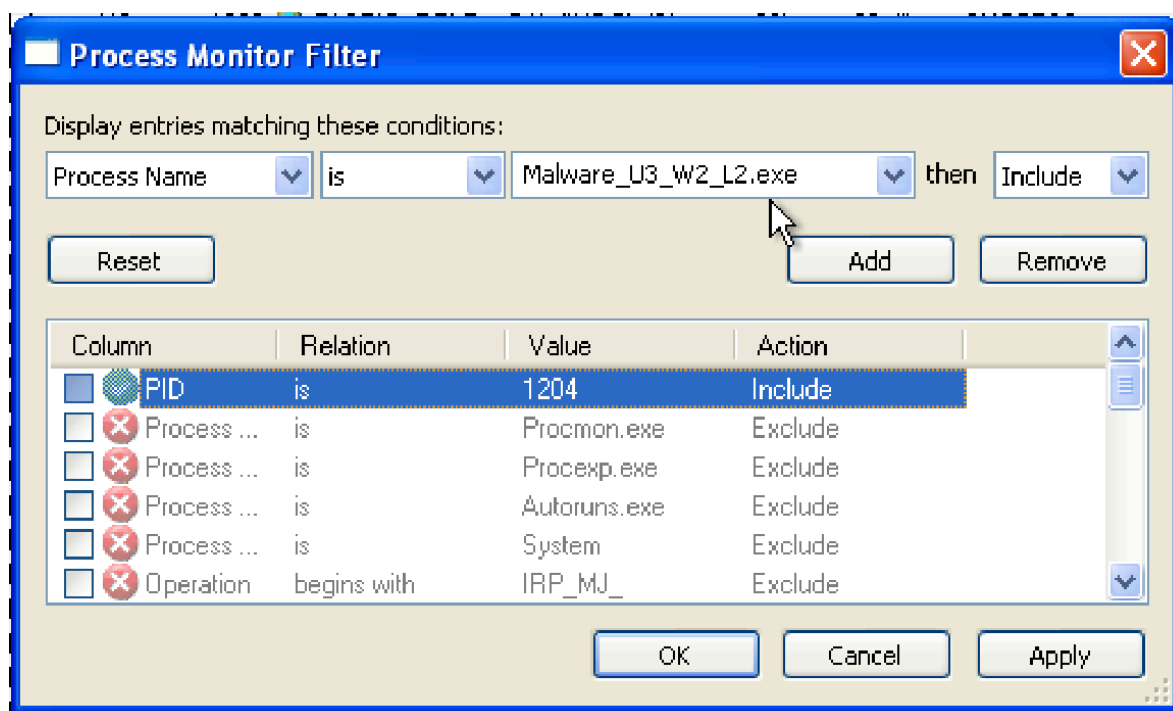 Process Monitor Filter
Display entries matching these conditions:
Process Name is Malware_U3_W2_L2.exe then Include
Reset Add Remove
Column Relation Value Action
PID is 1204 Include
Process ... is Procmon.exe Exclude
Process ... is Procexp.exe Exclude
Process ... is Autoruns.exe Exclude
Process ... is System Exclude
Operation begins with IRP_MJ_ Exclude
OK Cancel Apply